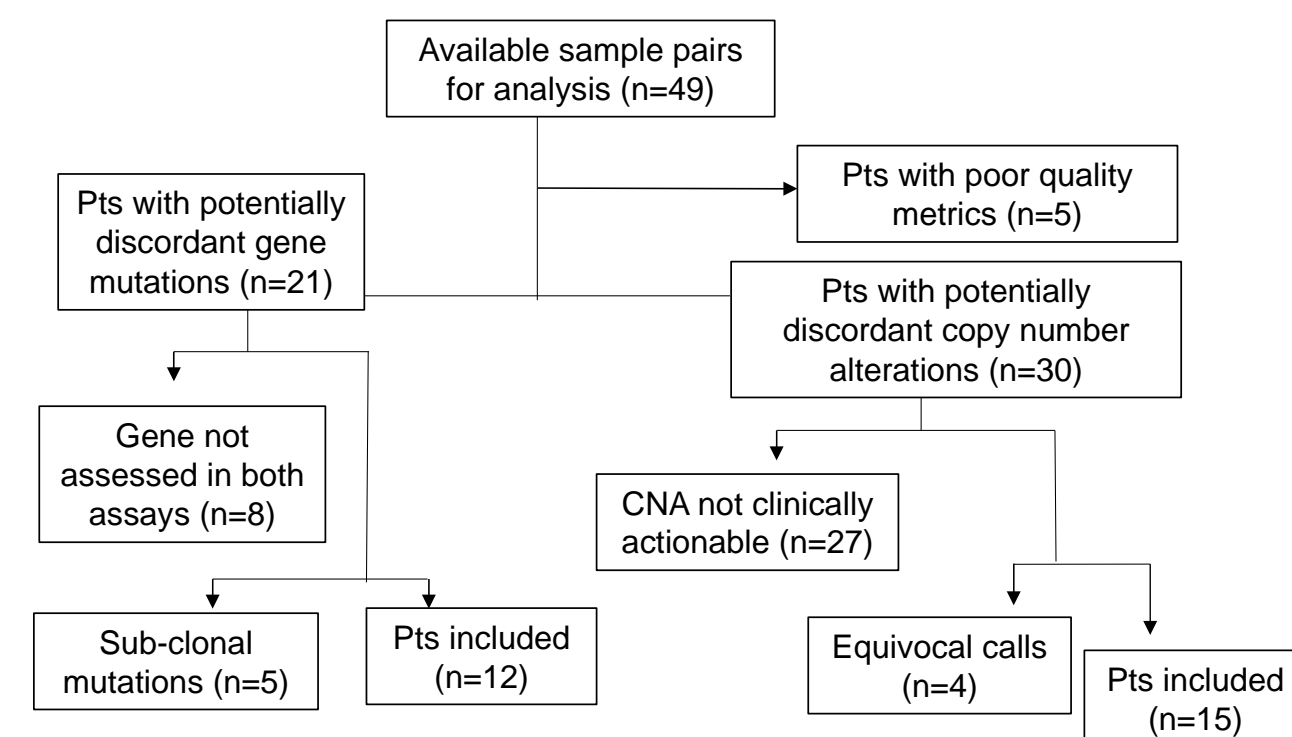 Available sample pairs
for analysis (n=49)
Pts with poor quality
metrics (n=5)
Pts with potentially
discordant gene
mutations (n=21)
Pts with potentially
discordant copy number
alterations (n=30)
Gene not
assessed in both
assays (n=8)
CNA not clinically
actionable (n=27)
Sub-clonal
mutations (n=5)
Pts included
(n=12)
Equivocal calls
(n=4)
Pts included
(n=15)